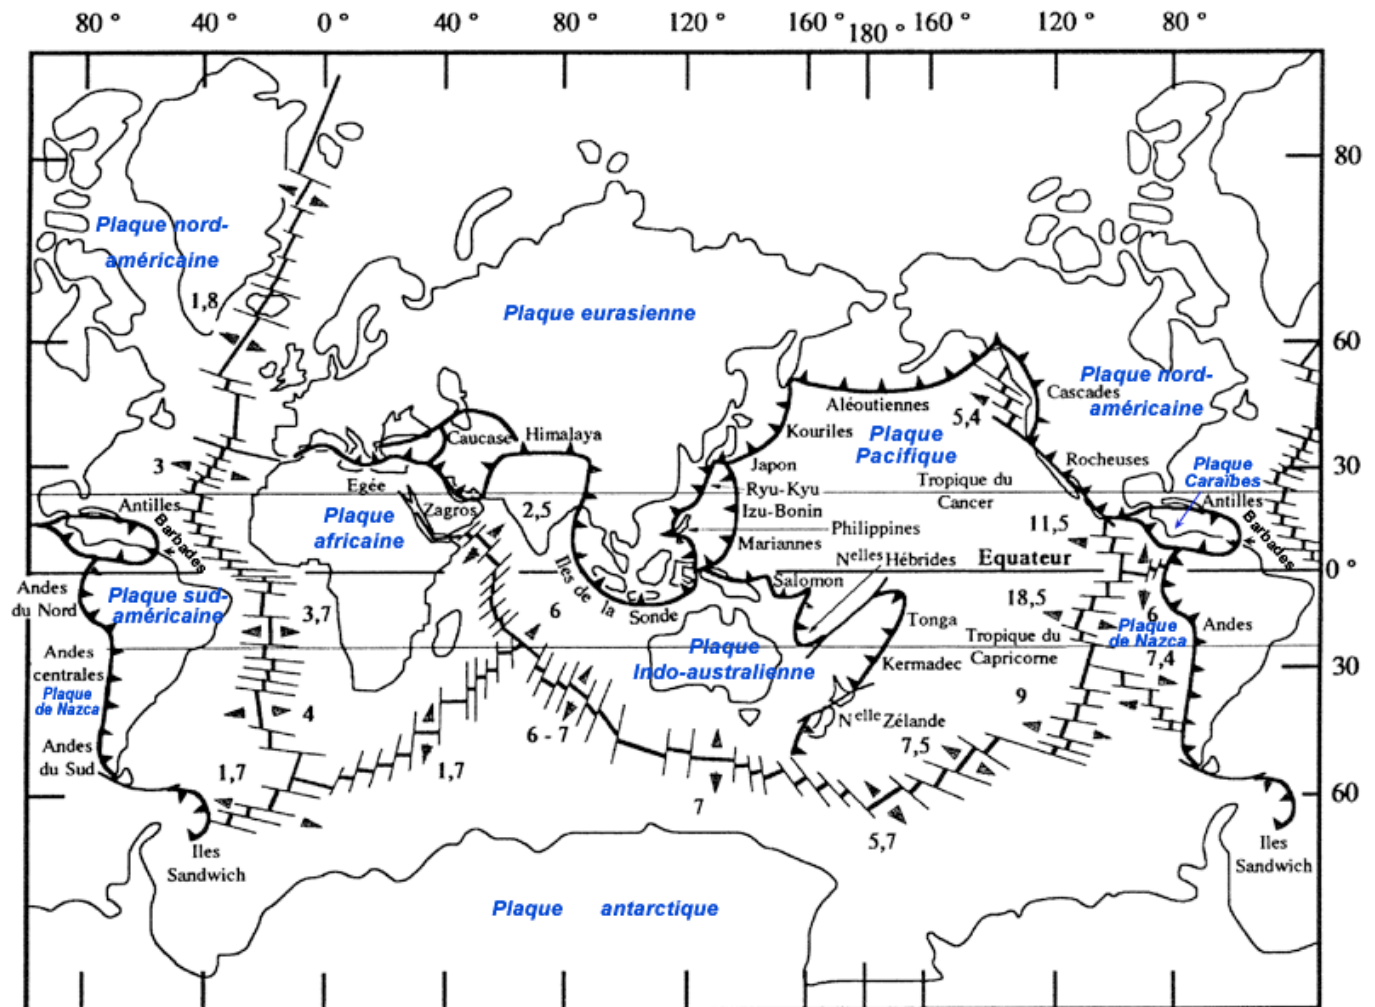 80 °
40 °
0 °
40 °
80 °
120 °
160 °
180 °
160 °
120 °
80 °
80
60
30
0 °
30
60
Plaque nord-
américaine
1,8
Plaque eurasienne
Plaque nord-
américaine
Cascades
Aléoutiennes
5,4
Kouriles
Plaque
Pacifique
Caucase
Himalaya
3
Japon
Rocheuses
Plaque
Caraïbes
Egée
Ryu-Kyu
Tropique du
Cancer
Antilles
Antilles
Zagros
2,5
Izu-Bonin
Barbades
Barbades
Plaque
africaine
Philippines
11,5
Mariannes
Nelles Hébrides
Equateur
Iles de la Sonde
Salomon
Andes
du Nord
Plaque sud-
américaine
3,7
6
18,5
6
Tonga
Plaque
de Nazca
Andes
Plaque
Indo-australienne
Tropique du
Capricorne
7,4
Andes
centrales
Kermadec
Plaque
de Nazca
4
9
Nelle Zélande
6 - 7
7,5
Andes
du Sud
1,7
1,7
7
5,7
Iles
Sandwich
Iles
Sandwich
Plaque antarctique